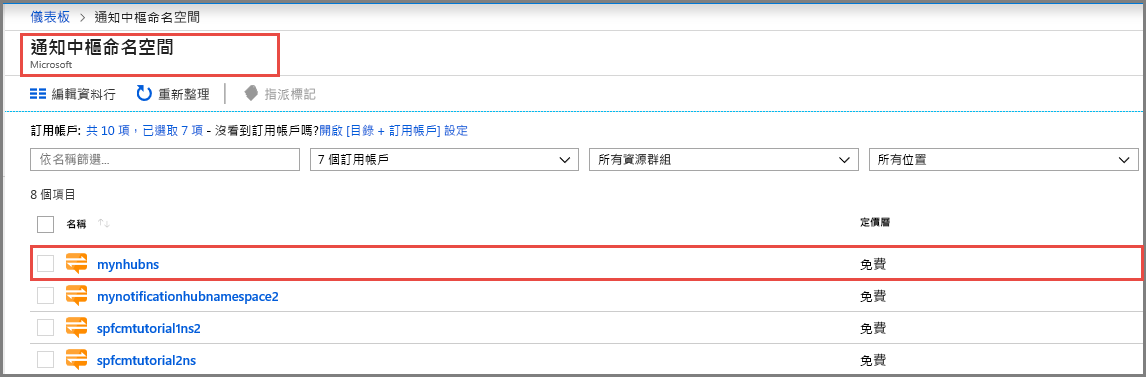 儀表板 > 通知中樞命名空間
通知中樞命名空間
Microsoft
編輯資料行 重新整理 指派標記
訂用帳戶: 共 10 項，已選取 7 項 - 沒看到訂用帳戶嗎?開啟 [目錄 + 訂用帳戶] 設定
依名稱篩選... 7 個訂用帳戶 所有資源群組 所有位置
8 個項目
名稱 ↑↓ 定價層
mynhubns 免費
mynotificationhubnamespace2 免費
spfcmtutorial1ns2 免費
spfcmtutorial2ns 免費